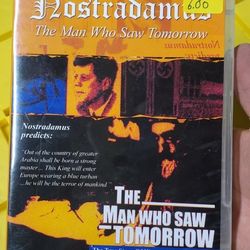 Nostradamus
6.00
The Man Who Saw Tomorrow
Nostradamus
Nostradamus
predicts:
"Out of the country of greater
Arabia shall be born a strong
master... This King will enter
Europe wearing a blue turban
...he will be the terror of mankind"
THE
MAN WHO SAW
TOMORROW